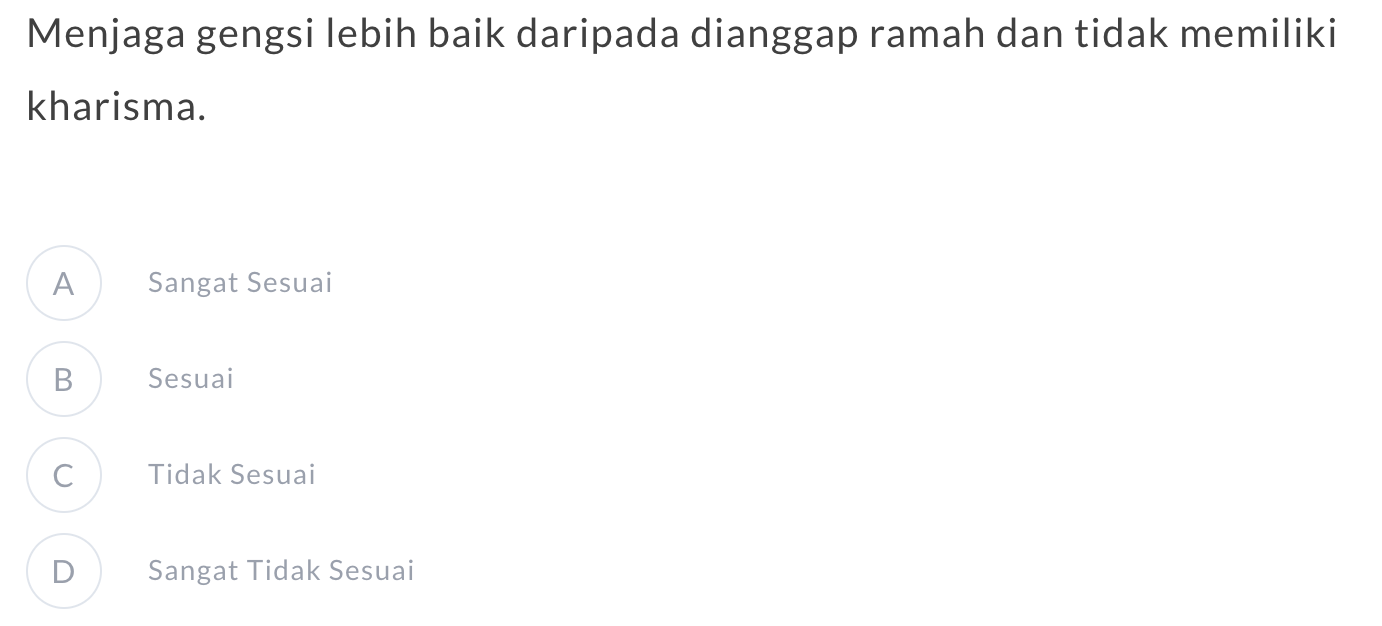 Menjaga gengsi lebih baik daripada dianggap ramah dan tidak memiliki
kharisma.
A Sangat Sesuai
B Sesuai
C Tidak Sesuai
D Sangat Tidak Sesuai